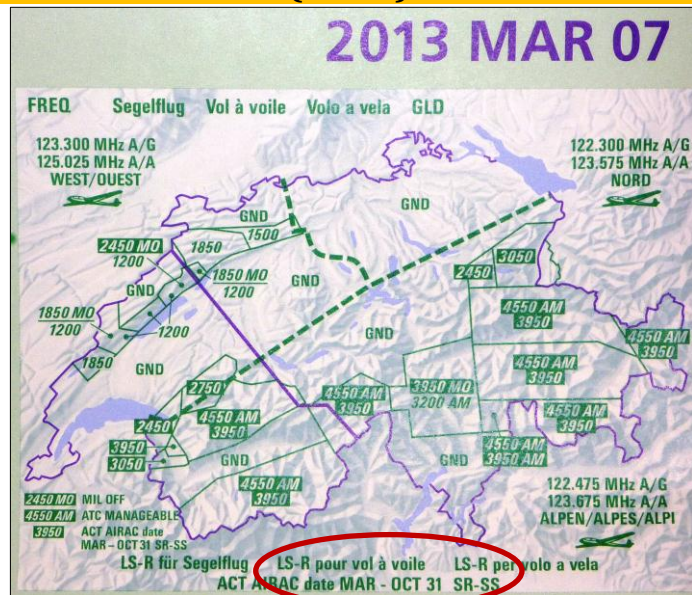 2013 MAR 07
FREQ Segelflug Vol à voile Volo a vela GLD
123.300 MHz A/G
125.025 MHz A/A
WEST/OUEST
122.300 MHz A/G
123.575 MHz A/A
NORD
GND
GND
1500
1850
2450 MO
1200
GND
1850 MO
1200
GND
3050
2450
1850 MO
1200
1200
GND
4550 AM
3950
4550 AM
3950
1850
GND
GND
4550 AM
3950
2750
4550 AM
3950
3950 MO
3200 AM
2450
4550 AM
3950
4550 AM
3950
3950
3050
GND
GND
4550 AM
3950 AM
4550 AM
3950
122.475 MHz A/G
123.675 MHz A/A
ALPEN/ALPES/ALPI
2450 MO MIL OFF
4550 AM ATC MANAGEABLE
3950 ACT AIRAC date
MAR – OCT 31 SR-SS
LS-R für Segelflug LS-R pour vol à voile LS-R per volo a vela
ACT AIRAC date MAR - OCT 31 SR-SS